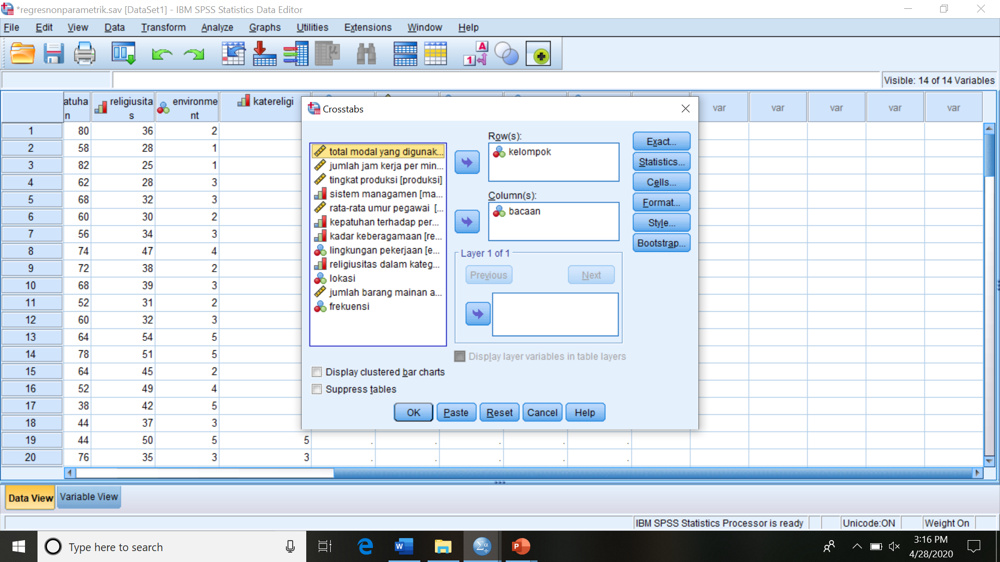 *regresnonparametrik.sav [DataSet1] - IBM SPSS Statistics Data Editor
File Edit View Data Transform Analyze Graphs Utilities Extensions Window Help
Visible: 14 of 14 Variables
atuha
n
religiusita
s
environme
nt
katereligi
var var var var var
1 80 36 2
2 58 28 1
3 82 25 1
4 62 28 3
5 68 32 3
6 60 30 2
7 56 34 3
8 74 47 4
9 72 38 2
10 68 39 3
11 52 31 2
12 60 32 3
13 64 54 5
14 78 51 5
15 64 45 2
16 52 49 4
17 38 42 5
18 44 37 3
19 44 50 5 5 . . . . .
20 76 35 3 3 . . . . .
Crosstabs
total modal yang digunak...
jumlah jam kerja per min...
tingkat produksi [produksi]
sistem managamen [ma...
rata-rata umur pegawai [...
kepatuhan terhadap per...
kadar keberagamaan [re...
lingkungan pekerjaan [e...
religiusitas dalam kateg...
lokasi
jumlah barang mainan a...
frekuensi
Row(s):
kelompok
Column(s):
bacaan
Layer 1 of 1
Previous Next
Display layer variables in table layers
Exact...
Statistics...
Cells...
Format...
Style...
Bootstrap...
Display clustered bar charts
Suppress tables
OK Paste Reset Cancel Help
Data View Variable View
IBM SPSS Statistics Processor is ready Unicode:ON Weight On
Type here to search
3:16 PM
4/28/2020